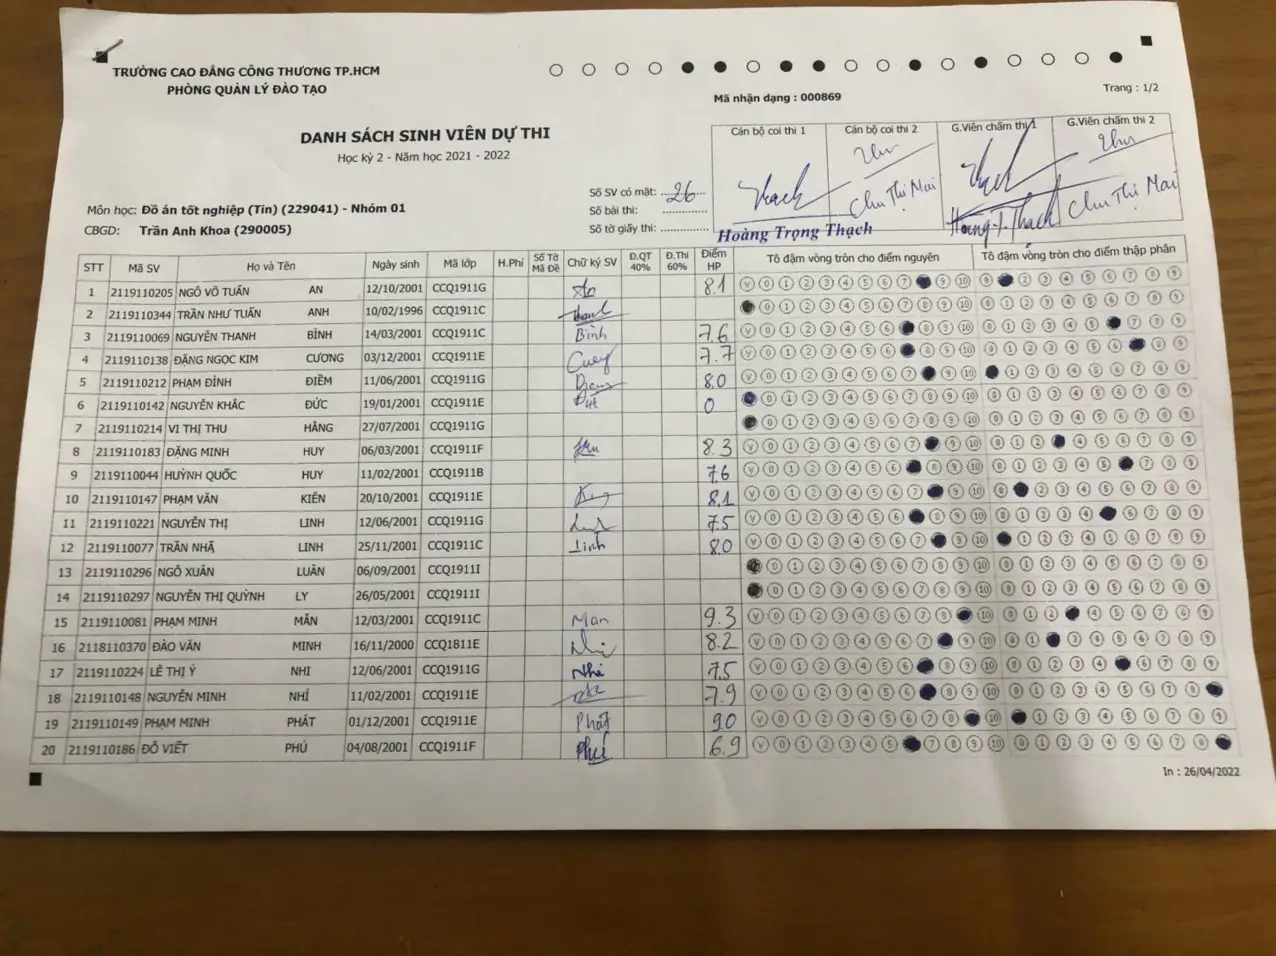 TRƯỜNG CAO ĐẲNG CÔNG THƯƠNG TP.HCM
PHÒNG QUẢN LÝ ĐÀO TẠO
Mã nhận dạng : 000869
Trang : 1/2
DANH SÁCH SINH VIÊN DỰ THI
Học kỳ 2 - Năm học 2021 - 2022
Cán bộ coi thi 1 Cán bộ coi thi 2 G.Viên chấm thi 1 G.Viên chấm thi 2
Thạch Chu Thị Mai Hoàng T. Thạch Chu Thị Mai
Số SV có mặt: 26
Số bài thi: ..............
Số tờ giấy thi: ..............
Hoàng Trọng Thạch
Môn học: Đồ án tốt nghiệp (Tin) (229041) - Nhóm 01
CBGD: Trần Anh Khoa (290005)
STT Mã SV Họ và Tên Ngày sinh Mã lớp H.Phí Số Tờ Mã Đề Chữ ký SV Đ.QT 40% Đ.Thi 60% Điểm HP Tô đậm vòng tròn cho điểm nguyên Tô đậm vòng tròn cho điểm thập phân
1 2119110205 NGÔ VÕ TUẤN AN 12/10/2001 CCQ1911G An 8.1
2 2119110344 TRẦN NHƯ TUẤN ANH 10/02/1996 CCQ1911C
3 2119110069 NGUYỄN THANH BÌNH 14/03/2001 CCQ1911C Bình 7.6
4 2119110138 ĐẶNG NGỌC KIM CƯƠNG 03/12/2001 CCQ1911E 7.7
5 2119110212 PHẠM ĐÌNH ĐIỀM 11/06/2001 CCQ1911G 8.0
6 2119110142 NGUYỄN KHẮC ĐỨC 19/01/2001 CCQ1911E 0
7 2119110214 VI THỊ THU HẰNG 27/07/2001 CCQ1911G
8 2119110183 ĐẶNG MINH HUY 06/03/2001 CCQ1911F 8.3
9 2119110044 HUỲNH QUỐC HUY 11/02/2001 CCQ1911B 7.6
10 2119110147 PHẠM VĂN KIÊN 20/10/2001 CCQ1911E 8.1
11 2119110221 NGUYỄN THỊ LINH 12/06/2001 CCQ1911G 7.5
12 2119110077 TRẦN NHÃ LINH 25/11/2001 CCQ1911C Linh 8.0
13 2119110296 NGÔ XUÂN LUÂN 06/09/2001 CCQ1911I
14 2119110297 NGUYỄN THỊ QUỲNH LY 26/05/2001 CCQ1911I
15 2119110081 PHẠM MINH MẪN 12/03/2001 CCQ1911C Man 9.3
16 2118110370 ĐÀO VĂN MINH 16/11/2000 CCQ1811E 8.2
17 2119110224 LÊ THỊ Ý NHI 12/06/2001 CCQ1911G Nhi 7.5
18 2119110148 NGUYỄN MINH NHÍ 11/02/2001 CCQ1911E 7.9
19 2119110149 PHẠM MINH PHÁT 01/12/2001 CCQ1911E Phát 9.0
20 2119110186 ĐỖ VIẾT PHÚ 04/08/2001 CCQ1911F Phú 6.9
In : 26/04/2022